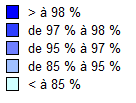 > à 98 %
de 97 à 98 %
de 95 à 97 %
de 85 à 95 %
< à 85 %